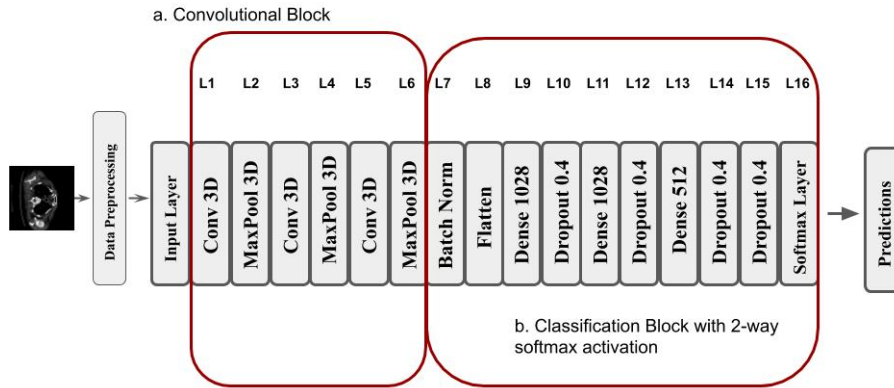 a. Convolutional Block
L1 L2 L3 L4 L5 L6 L7 L8 L9 L10 L11 L12 L13 L14 L15 L16
Data Preprocessing
Input Layer
Conv 3D
MaxPool 3D
Conv 3D
MaxPool 3D
Conv 3D
MaxPool 3D
Batch Norm
Flatten
Dense 1028
Dropout 0.4
Dense 1028
Dropout 0.4
Dense 512
Dropout 0.4
Dropout 0.4
Softmax Layer
Predictions
b. Classification Block with 2-way
softmax activation